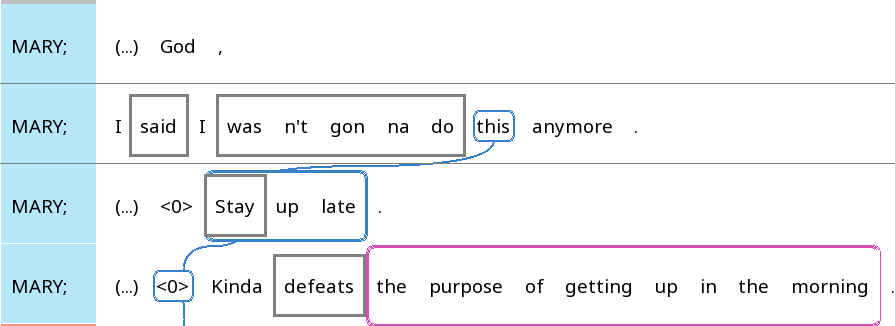 MARY; (...) God ,
MARY; I said I was n't gon na do this anymore .
MARY; (...) <0> Stay up late .
MARY; (...) <0> Kinda defeats the purpose of getting up in the morning .